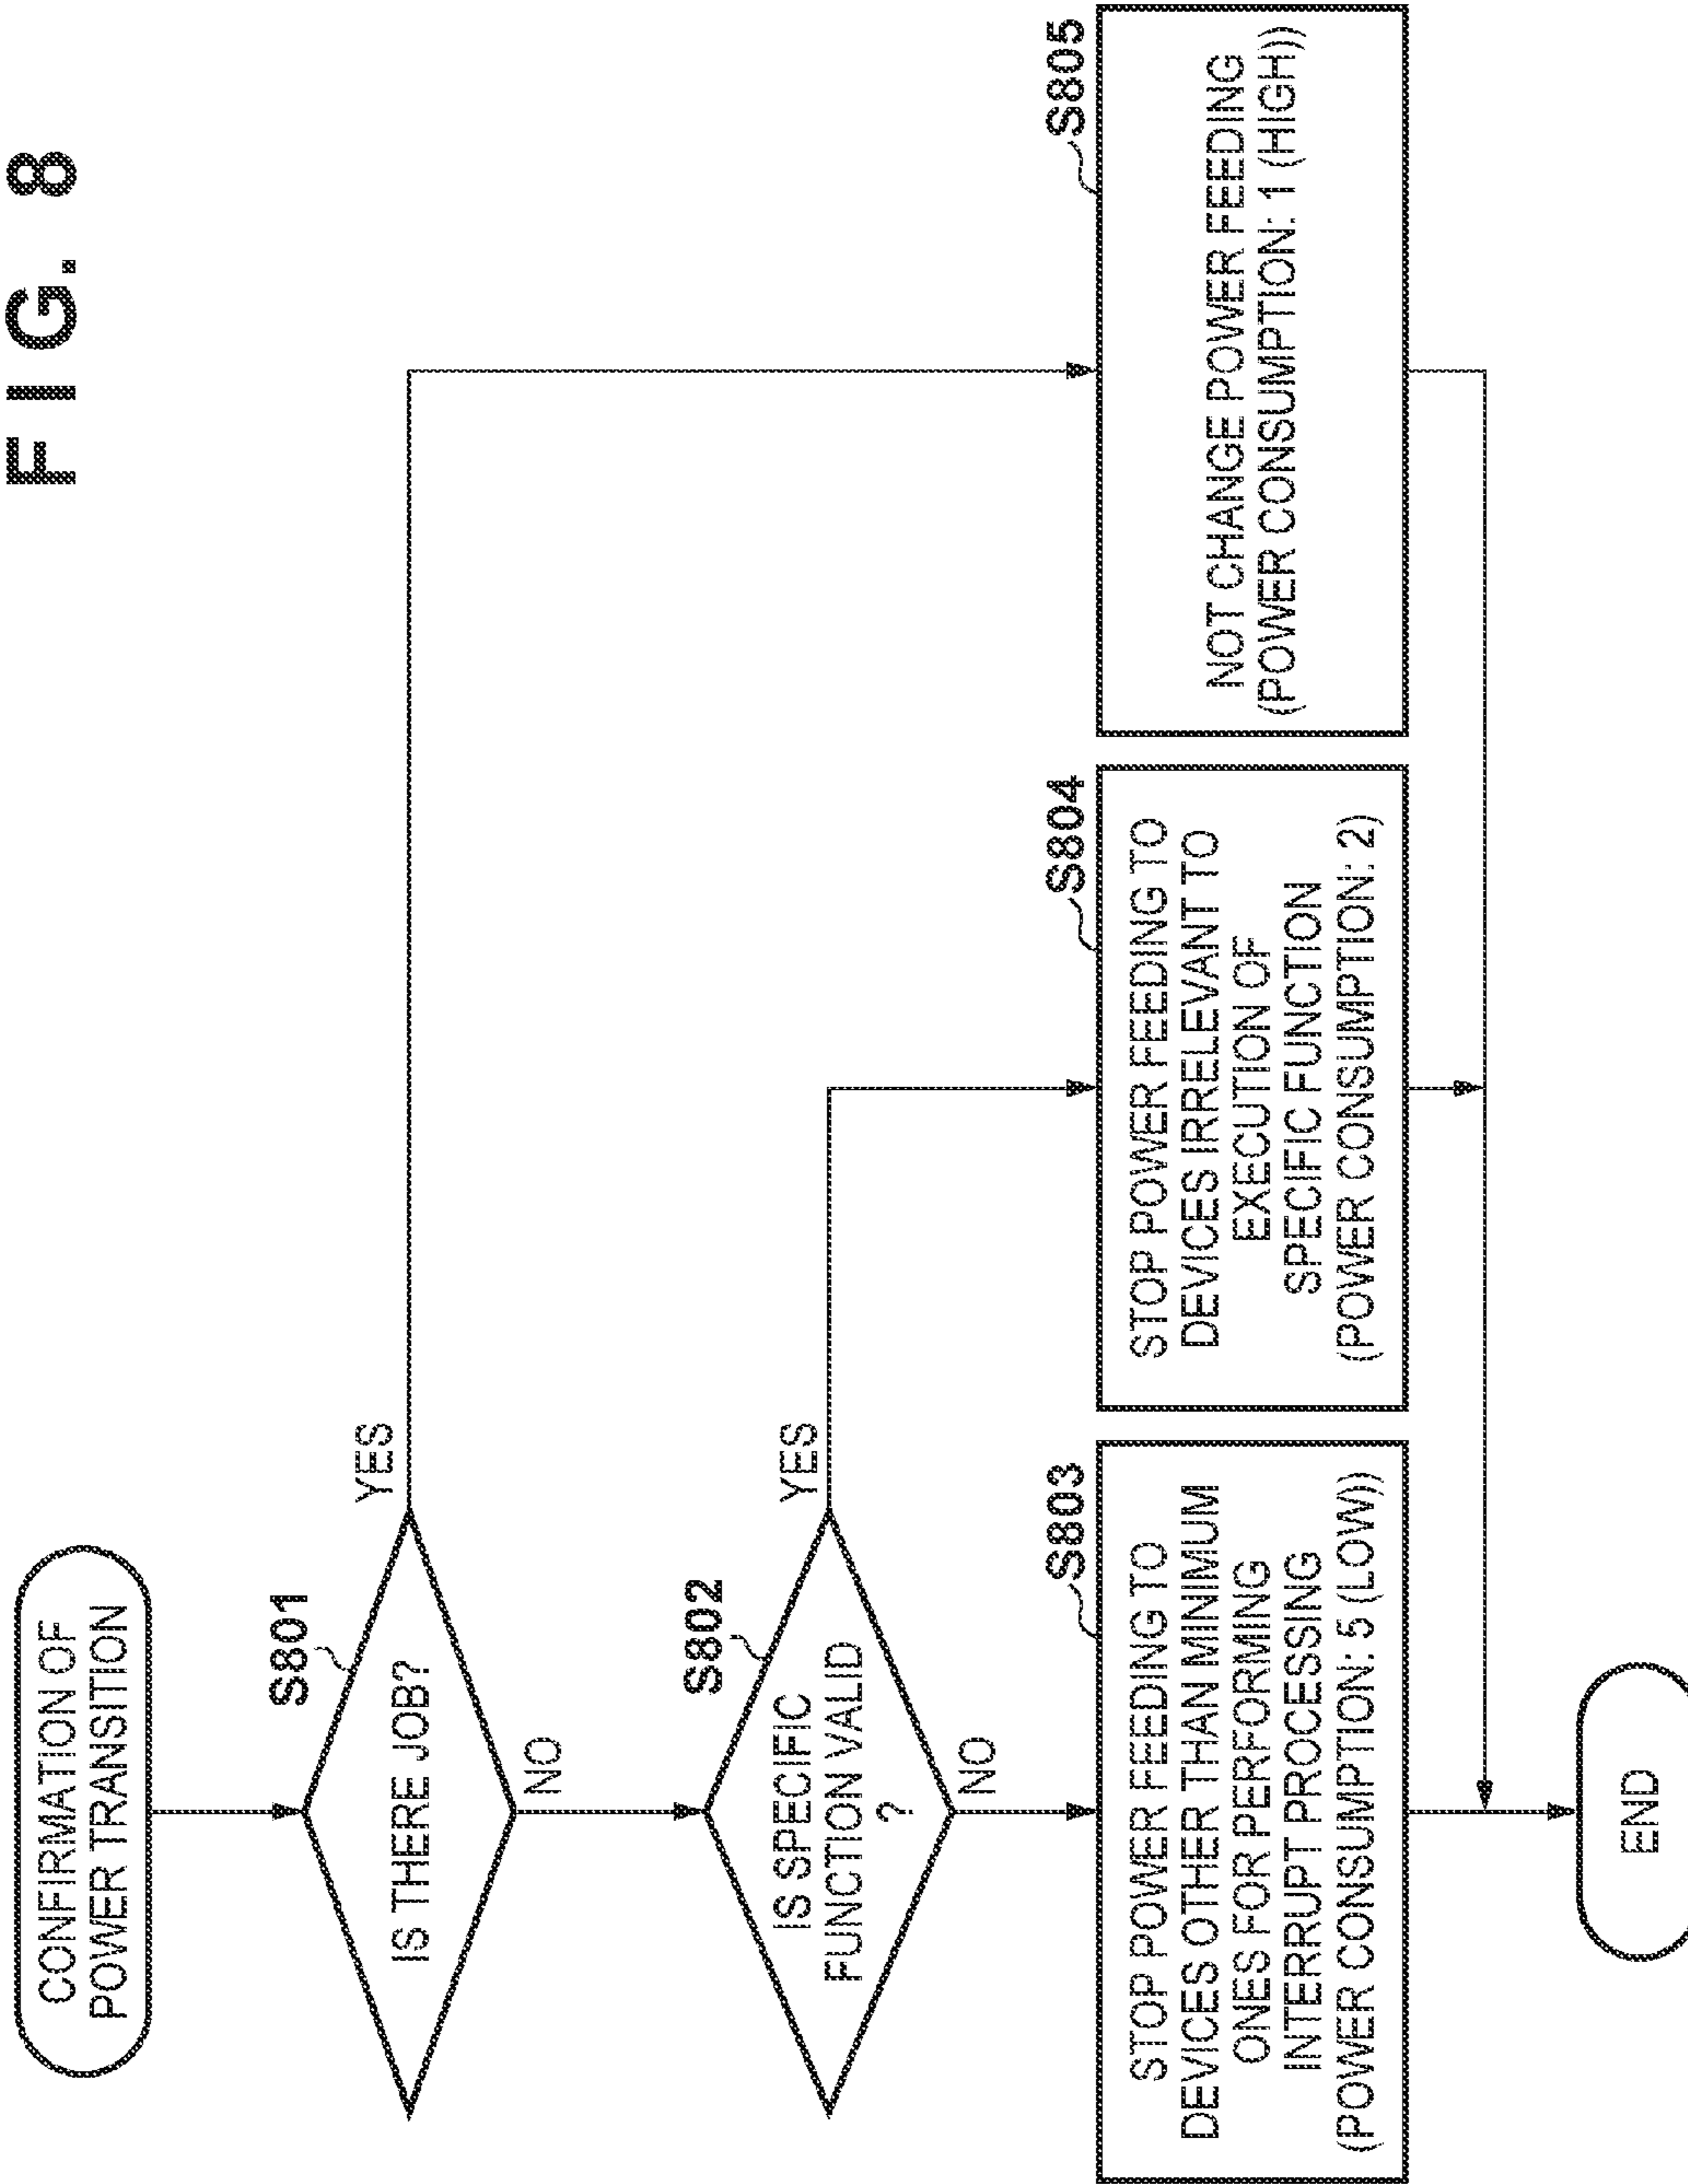 FIG. 8
CONFIRMATION OF
POWER TRANSITION
S801
IS THERE JOB?
YES
NO
S802
IS SPECIFIC
FUNCTION VALID
?
YES
NO
S803
STOP POWER FEEDING TO
DEVICES OTHER THAN MINIMUM
ONES FOR PERFORMING
INTERRUPT PROCESSING
(POWER CONSUMPTION: 5 (LOW))
S804
STOP POWER FEEDING TO
DEVICES IRRELEVANT TO
EXECUTION OF
SPECIFIC FUNCTION
(POWER CONSUMPTION: 2)
S805
NOT CHANGE POWER FEEDING
(POWER CONSUMPTION: 1 (HIGH))
END